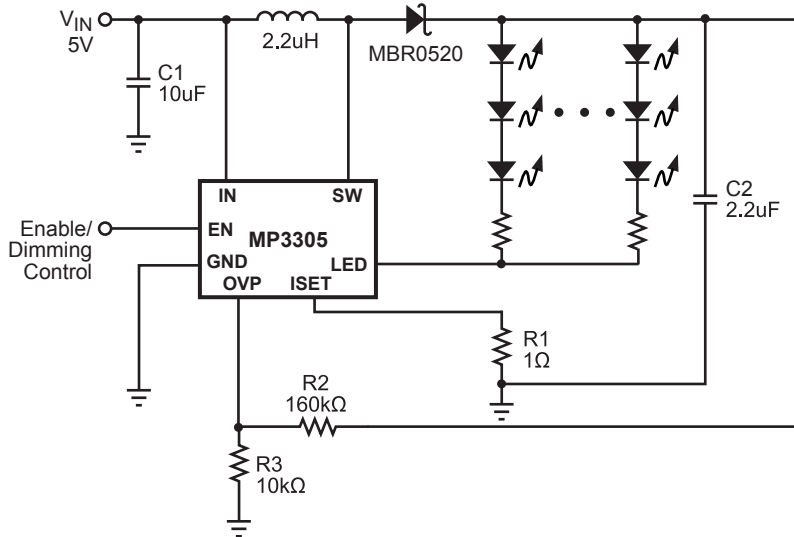 VIN
5V
2.2uH
MBR0520
C1
10uF
C2
2.2uF
IN
SW
Enable/
Dimming
Control
EN
MP3305
GND
LED
OVP
ISET
R1
1Ω
R2
160kΩ
R3
10kΩ